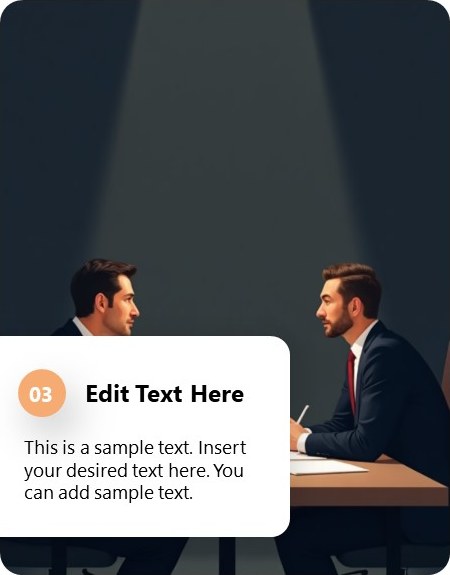 03
Edit Text Here
This is a sample text. Insert
your desired text here. You
can add sample text.